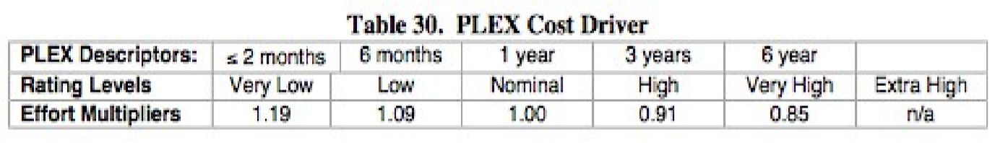 Table 30. PLEX Cost Driver
PLEX Descriptors: ≤ 2 months 6 months 1 year 3 years 6 year
Rating Levels Very Low Low Nominal High Very High Extra High
Effort Multipliers 1.19 1.09 1.00 0.91 0.85 n/a